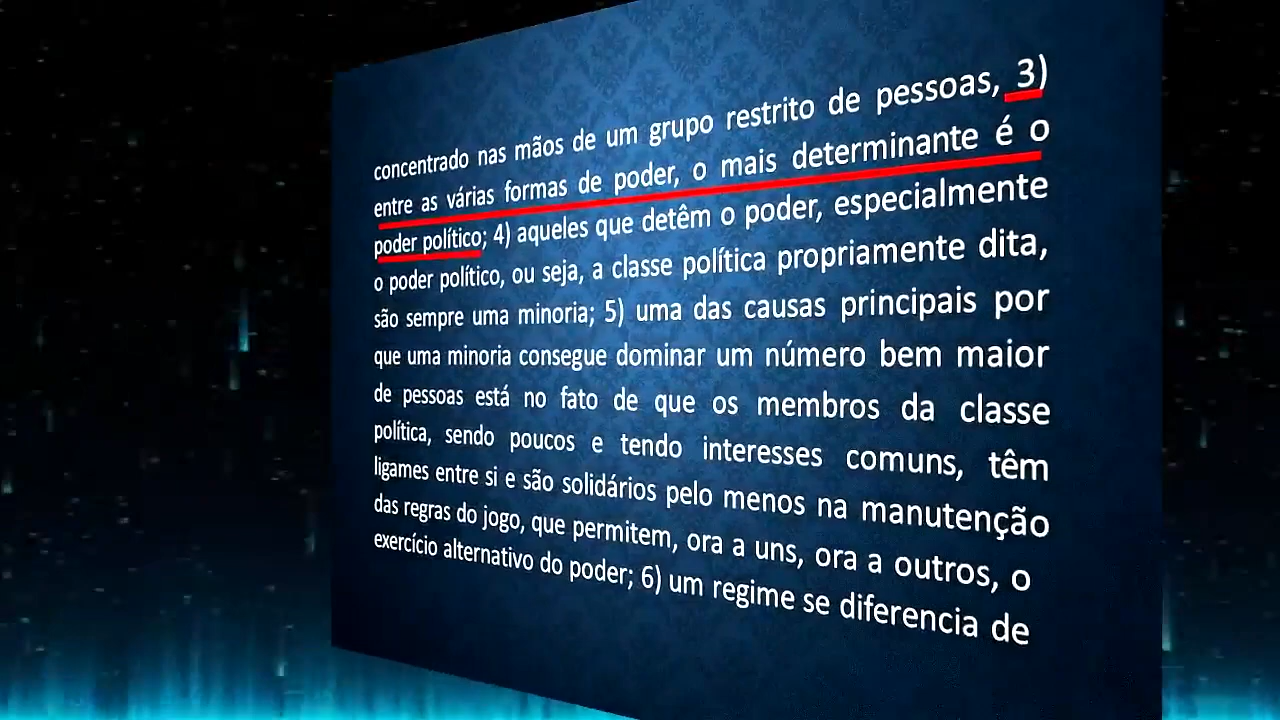 concentrado nas mãos de um grupo restrito de pessoas, 3)
entre as várias formas de poder, o mais determinante é o
poder político; 4) aqueles que detêm o poder, especialmente
o poder político, ou seja, a classe política propriamente dita,
são sempre uma minoria; 5) uma das causas principais por
que uma minoria consegue dominar um número bem maior
de pessoas está no fato de que os membros da classe
política, sendo poucos e tendo interesses comuns, têm
ligames entre si e são solidários pelo menos na manutenção
das regras do jogo, que permitem, ora a uns, ora a outros, o
exercício alternativo do poder; 6) um regime se diferencia de